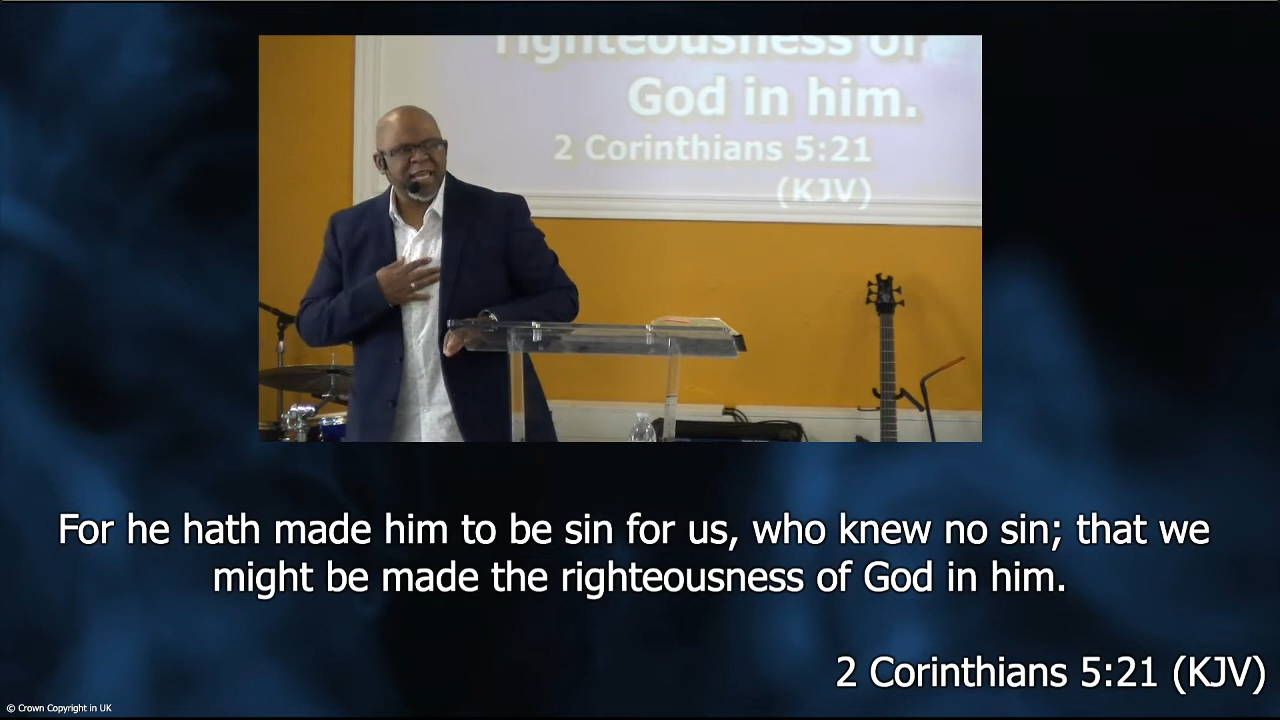 righteousness of
God in him.
2 Corinthians 5:21
(KJV)
For he hath made him to be sin for us, who knew no sin; that we
might be made the righteousness of God in him.
2 Corinthians 5:21 (KJV)
© Crown Copyright in UK